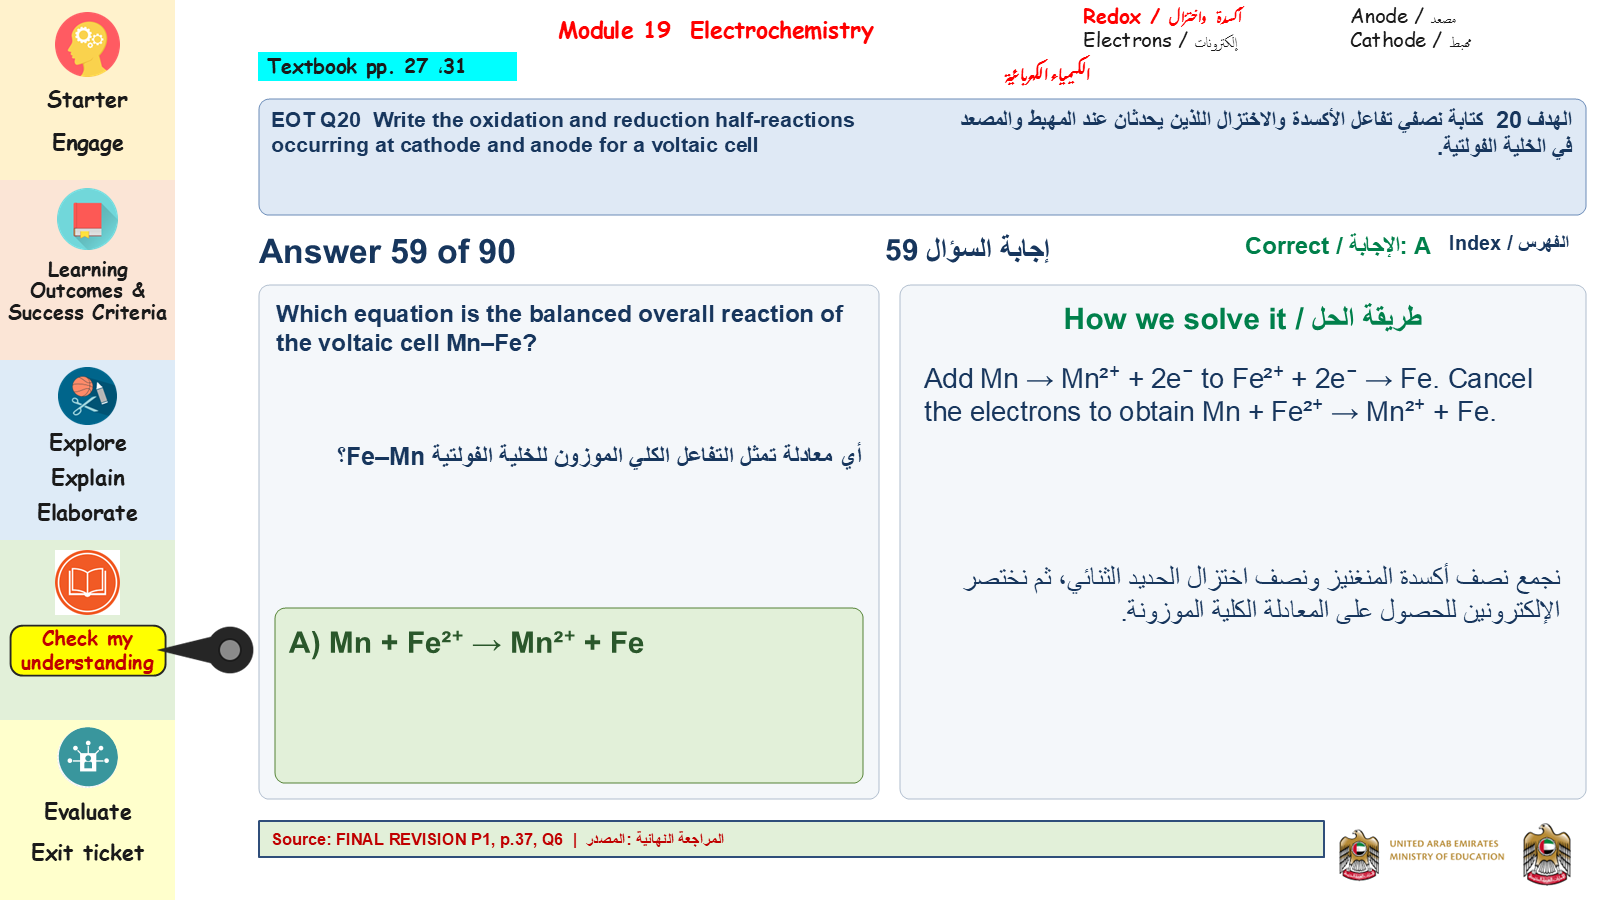 Module 19  Electrochemistry
Redox / أكسدة واختزال
Electrons / إلكترونات
Anode / مصعد
Cathode / مهبط
Textbook pp. 27 ،31
الكيمياء الكهربائية
Starter
Engage
Learning
Outcomes &
Success Criteria
Explore
Explain
Elaborate
Check my
understanding
Evaluate
Exit ticket
EOT Q20  Write the oxidation and reduction half-reactions
occurring at cathode and anode for a voltaic cell
الهدف 20  كتابة نصفي تفاعل الأكسدة والاختزال اللذين يحدثان عند المهبط والمصعد
في الخلية الفولتية.
Answer 59 of 90
إجابة السؤال 59
Correct / الإجابة: A
Index / الفهرس
Which equation is the balanced overall reaction of
the voltaic cell Mn–Fe?
أي معادلة تمثل التفاعل الكلي الموزون للخلية الفولتية Fe–Mn؟
A) Mn + Fe²⁺ → Mn²⁺ + Fe
How we solve it / طريقة الحل
Add Mn → Mn²⁺ + 2e⁻ to Fe²⁺ + 2e⁻ → Fe. Cancel
the electrons to obtain Mn + Fe²⁺ → Mn²⁺ + Fe.
نجمع نصف أكسدة المنغنيز ونصف اختزال الحديد الثنائي، ثم نختصر
الإلكترونين للحصول على المعادلة الكلية الموزونة.
Source: FINAL REVISION P1, p.37, Q6  |  المراجعة النهائية :المصدر
UNITED ARAB EMIRATES
MINISTRY OF EDUCATION